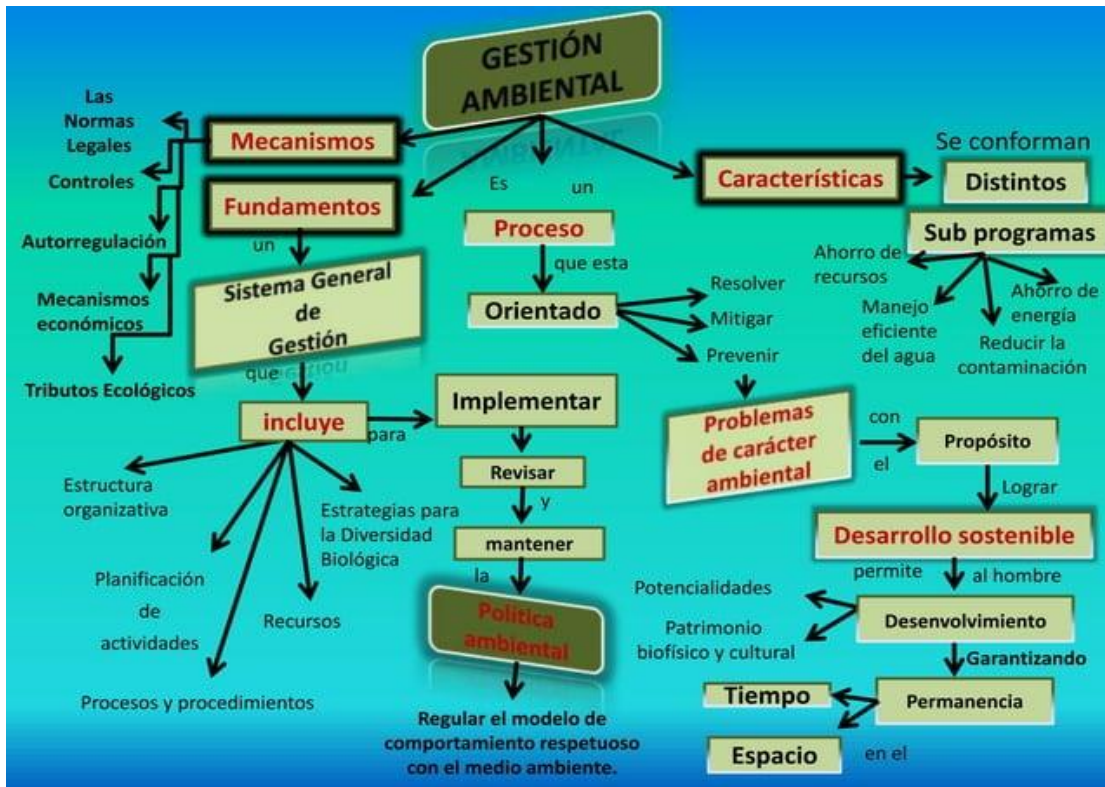 GESTIÓN
AMBIENTAL
Las
Normas
Legales
Controles
Autorregulación
Mecanismos
económicos
Tributos Ecológicos
Mecanismos
Fundamentos
un
Sistema General
de
Gestión
que
incluye
para
Estructura
organizativa
Planificación
de
actividades
Procesos y procedimientos
Recursos
Estrategias para
la Diversidad
Biológica
Implementar
Revisar
y
mantener
la
Política
ambiental
Regular el modelo de
comportamiento respetuoso
con el medio ambiente.
Es un
Proceso
que esta
Orientado
Resolver
Mitigar
Prevenir
Problemas
de carácter
ambiental
con
el
Propósito
Lograr
Desarrollo sostenible
permite al hombre
Desenvolvimiento
Potencialidades
Patrimonio
biofísico y cultural
Garantizando
Permanencia
Tiempo
Espacio
en el
Características
Se conforman
Distintos
Sub programas
Ahorro de
recursos
Manejo
eficiente
del agua
Reducir la
contaminación
Ahorro de
energía